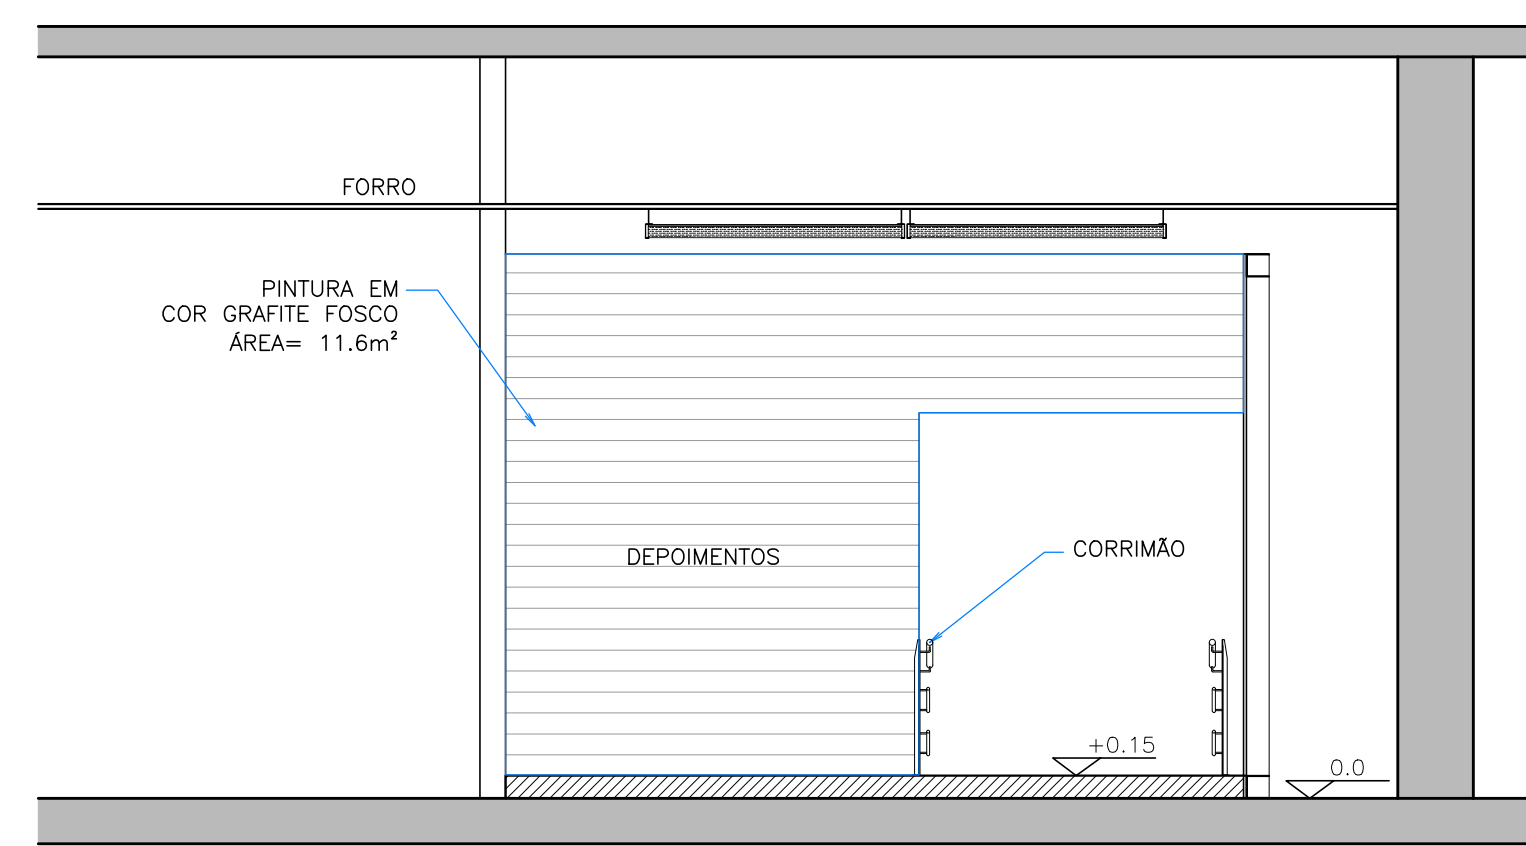 FORRO
PINTURA EM
COR GRAFITE FOSCO
ÁREA= 11.6m²
DEPOIMENTOS
CORRIMÃO
+0.15
0.0